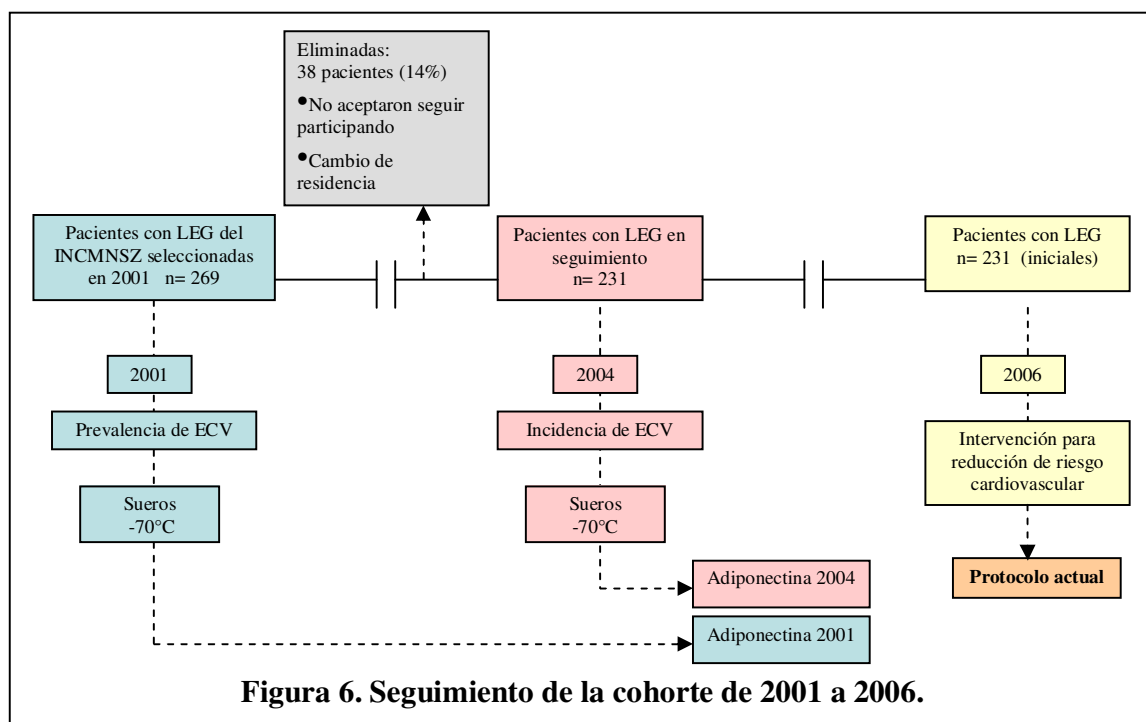 Eliminadas:
38 pacientes (14%)
•No aceptaron seguir
participando
•Cambio de
residencia
Pacientes con LEG del
INCMNSZ seleccionadas
en 2001 n= 269
Pacientes con LEG en
seguimiento
n= 231
Pacientes con LEG
n= 231 (iniciales)
2001
2004
2006
Prevalencia de ECV
Incidencia de ECV
Intervención para
reducción de riesgo
cardiovascular
Sueros
-70°C
Sueros
-70°C
Adiponectina 2004
Protocolo actual
Adiponectina 2001
Figura 6. Seguimiento de la cohorte de 2001 a 2006.